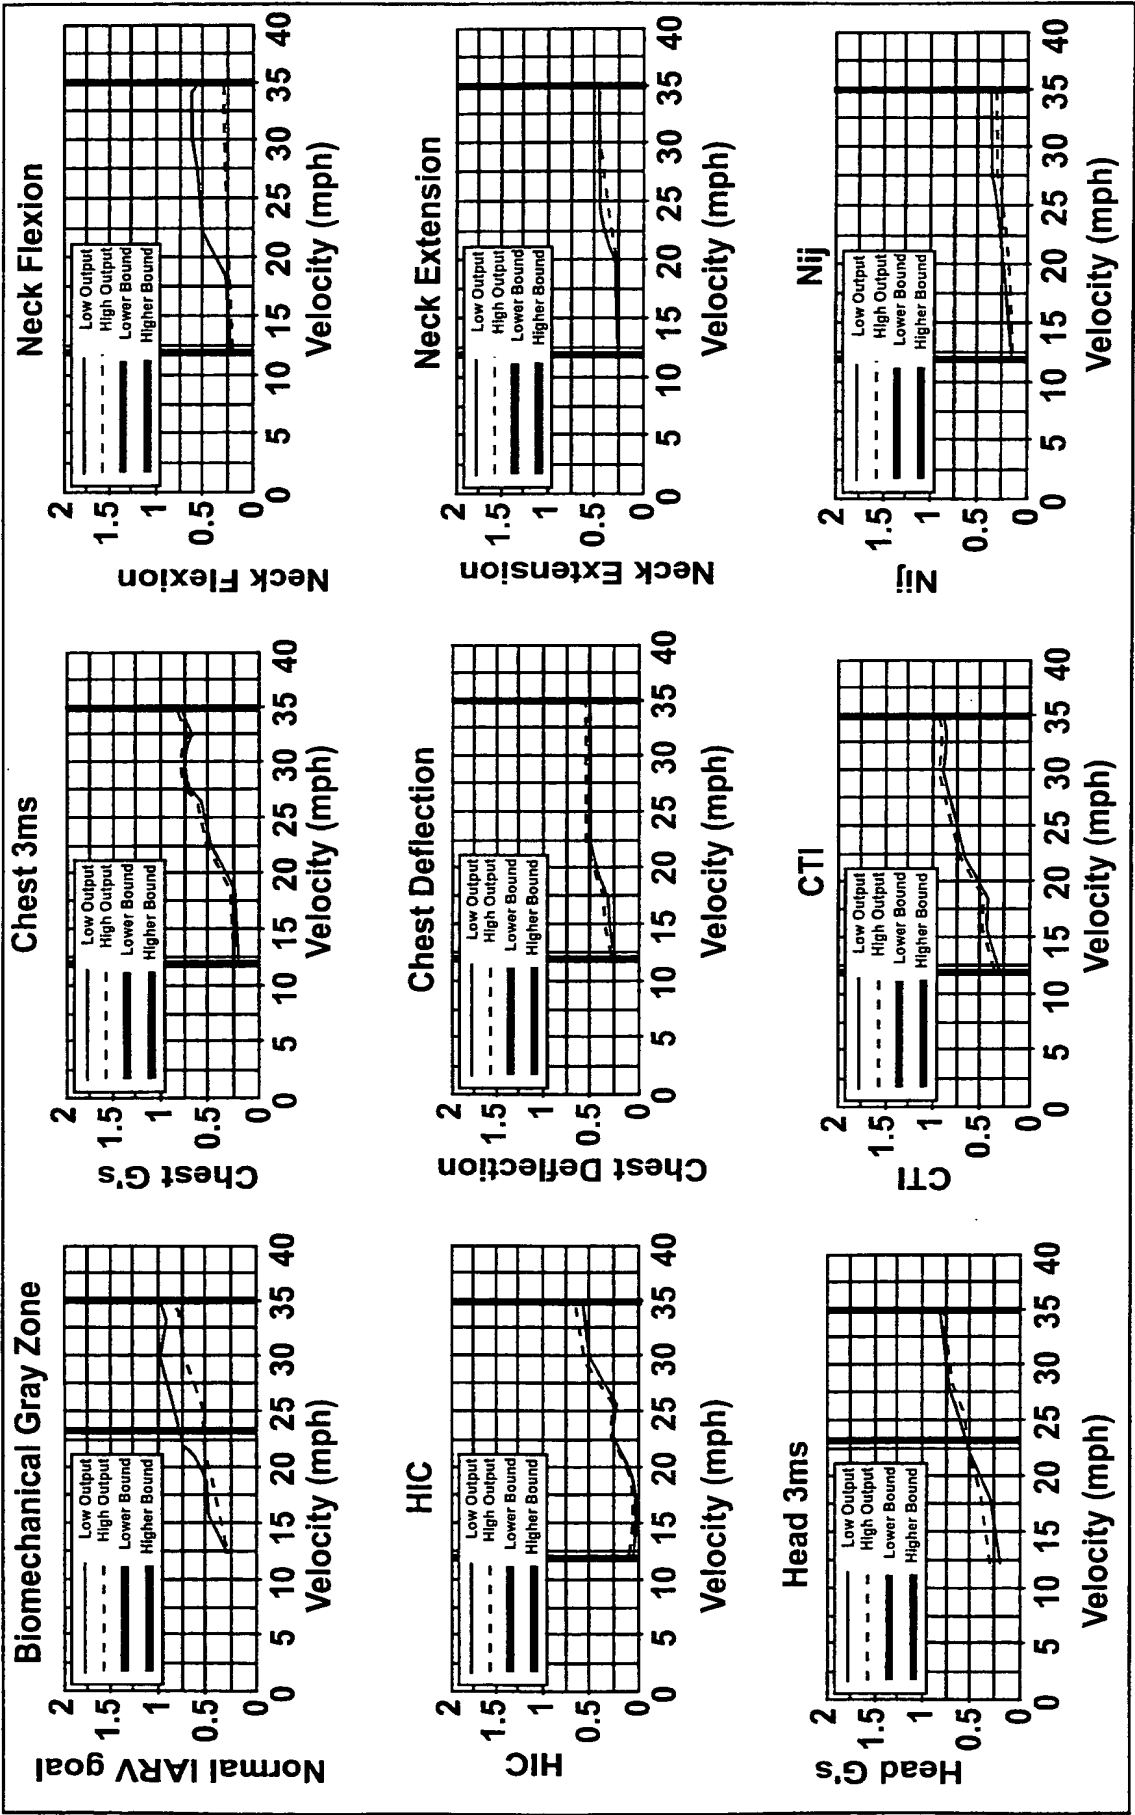 Biomechanical Gray Zone
Normal IARV goal
2
1.5
1
0.5
0
Low Output
High Output
Lower Bound
Higher Bound
0 5 10 15 20 25 30 35 40
Velocity (mph)
Chest 3ms
Chest G's
2
1.5
1
0.5
0
Low Output
High Output
Lower Bound
Higher Bound
0 5 10 15 20 25 30 35 40
Velocity (mph)
Neck Flexion
Neck Flexion
2
1.5
1
0.5
0
Low Output
High Output
Lower Bound
Higher Bound
0 5 10 15 20 25 30 35 40
Velocity (mph)
HIC
HIC
2
1.5
1
0.5
0
Low Output
High Output
Lower Bound
Higher Bound
0 5 10 15 20 25 30 35 40
Velocity (mph)
Chest Deflection
Chest Deflection
2
1.5
1
0.5
0
Low Output
High Output
Lower Bound
Higher Bound
0 5 10 15 20 25 30 35 40
Velocity (mph)
Neck Extension
Neck Extension
2
1.5
1
0.5
0
Low Output
High Output
Lower Bound
Higher Bound
0 5 10 15 20 25 30 35 40
Velocity (mph)
Head 3ms
Head G's
2
1.5
1
0.5
0
Low Output
High Output
Lower Bound
Higher Bound
0 5 10 15 20 25 30 35 40
Velocity (mph)
CTI
CTI
2
1.5
1
0.5
0
Low Output
High Output
Lower Bound
Higher Bound
0 5 10 15 20 25 30 35 40
Velocity (mph)
Nij
Nij
2
1.5
1
0.5
0
Low Output
High Output
Lower Bound
Higher Bound
0 5 10 15 20 25 30 35 40
Velocity (mph)